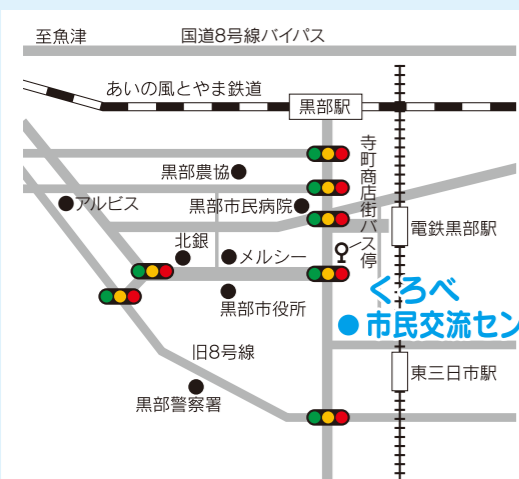 至魚津
国道8号線バイパス
あいの風とやま鉄道
黒部駅
寺町商店街バス停
黒部農協
アルビス
黒部市民病院
電鉄黒部駅
北銀
メルシー
黒部市役所
くろべ
市民交流セン
旧8号線
東三日市駅
黒部警察署